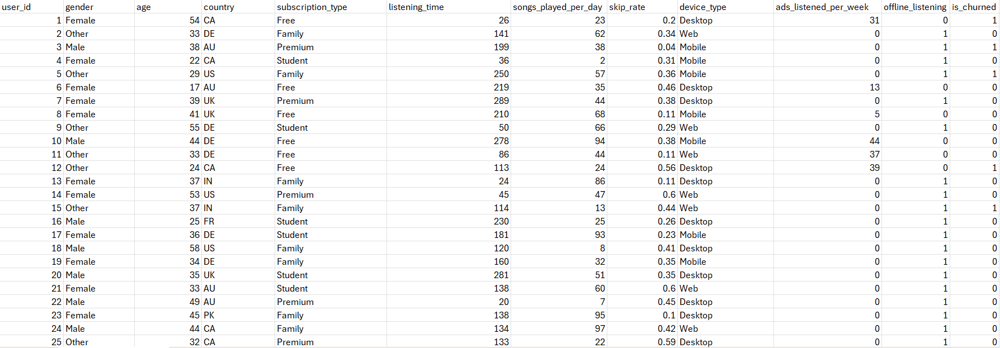 user_id gender age country subscription_type listening_time songs_played_per_day skip_rate device_type ads_listened_per_week offline_listening is_churned
1 Female 54 CA Free 26 23 0.2 Desktop 31 0 1
2 Other 33 DE Family 141 62 0.34 Web 0 1 0
3 Male 38 AU Premium 199 38 0.04 Mobile 0 1 1
4 Female 22 CA Student 36 2 0.31 Mobile 0 1 0
5 Other 29 US Family 250 57 0.36 Mobile 0 1 1
6 Female 17 AU Free 219 35 0.46 Desktop 13 0 0
7 Female 39 UK Premium 289 44 0.38 Desktop 0 1 0
8 Female 41 UK Free 210 68 0.11 Mobile 5 0 0
9 Other 55 DE Student 50 66 0.29 Web 0 1 0
10 Male 44 DE Free 278 94 0.38 Mobile 44 0 0
11 Other 33 DE Free 86 44 0.11 Web 37 0 0
12 Other 24 CA Free 113 24 0.56 Desktop 39 0 1
13 Female 37 IN Family 24 86 0.11 Desktop 0 1 0
14 Female 53 US Premium 45 47 0.6 Web 0 1 0
15 Other 37 IN Family 114 13 0.44 Web 0 1 1
16 Male 25 FR Student 230 25 0.26 Desktop 0 1 0
17 Female 36 DE Student 181 93 0.23 Mobile 0 1 0
18 Male 58 US Family 120 8 0.41 Desktop 0 1 0
19 Female 34 DE Family 160 32 0.35 Mobile 0 1 0
20 Male 35 UK Student 281 51 0.35 Desktop 0 1 0
21 Female 33 AU Student 138 60 0.6 Web 0 1 0
22 Male 49 AU Premium 20 7 0.45 Desktop 0 1 0
23 Female 45 PK Family 138 95 0.1 Desktop 0 1 0
24 Male 44 CA Family 134 97 0.42 Web 0 1 0
25 Other 32 CA Premium 133 22 0.59 Desktop 0 1 0